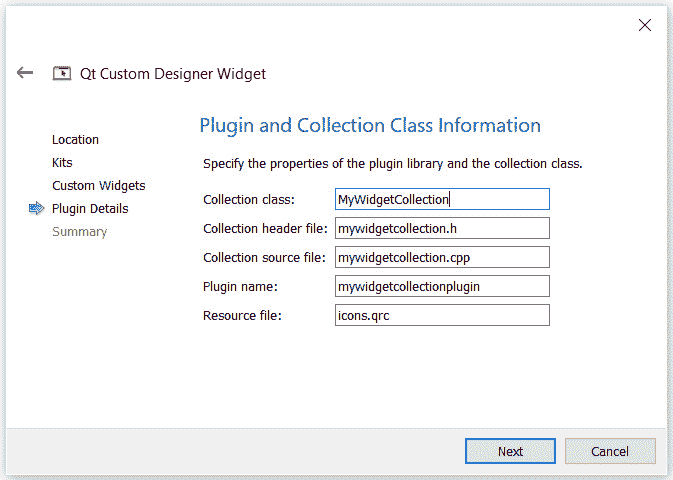 Qt Custom Designer Widget
Location
Kits
Custom Widgets
Plugin Details
Summary
Plugin and Collection Class Information
Specify the properties of the plugin library and the collection class.
Collection class: MyWidgetCollection
Collection header file: mywidgetcollection.h
Collection source file: mywidgetcollection.cpp
Plugin name: mywidgetcollectionplugin
Resource file: icons.qrc
Next Cancel